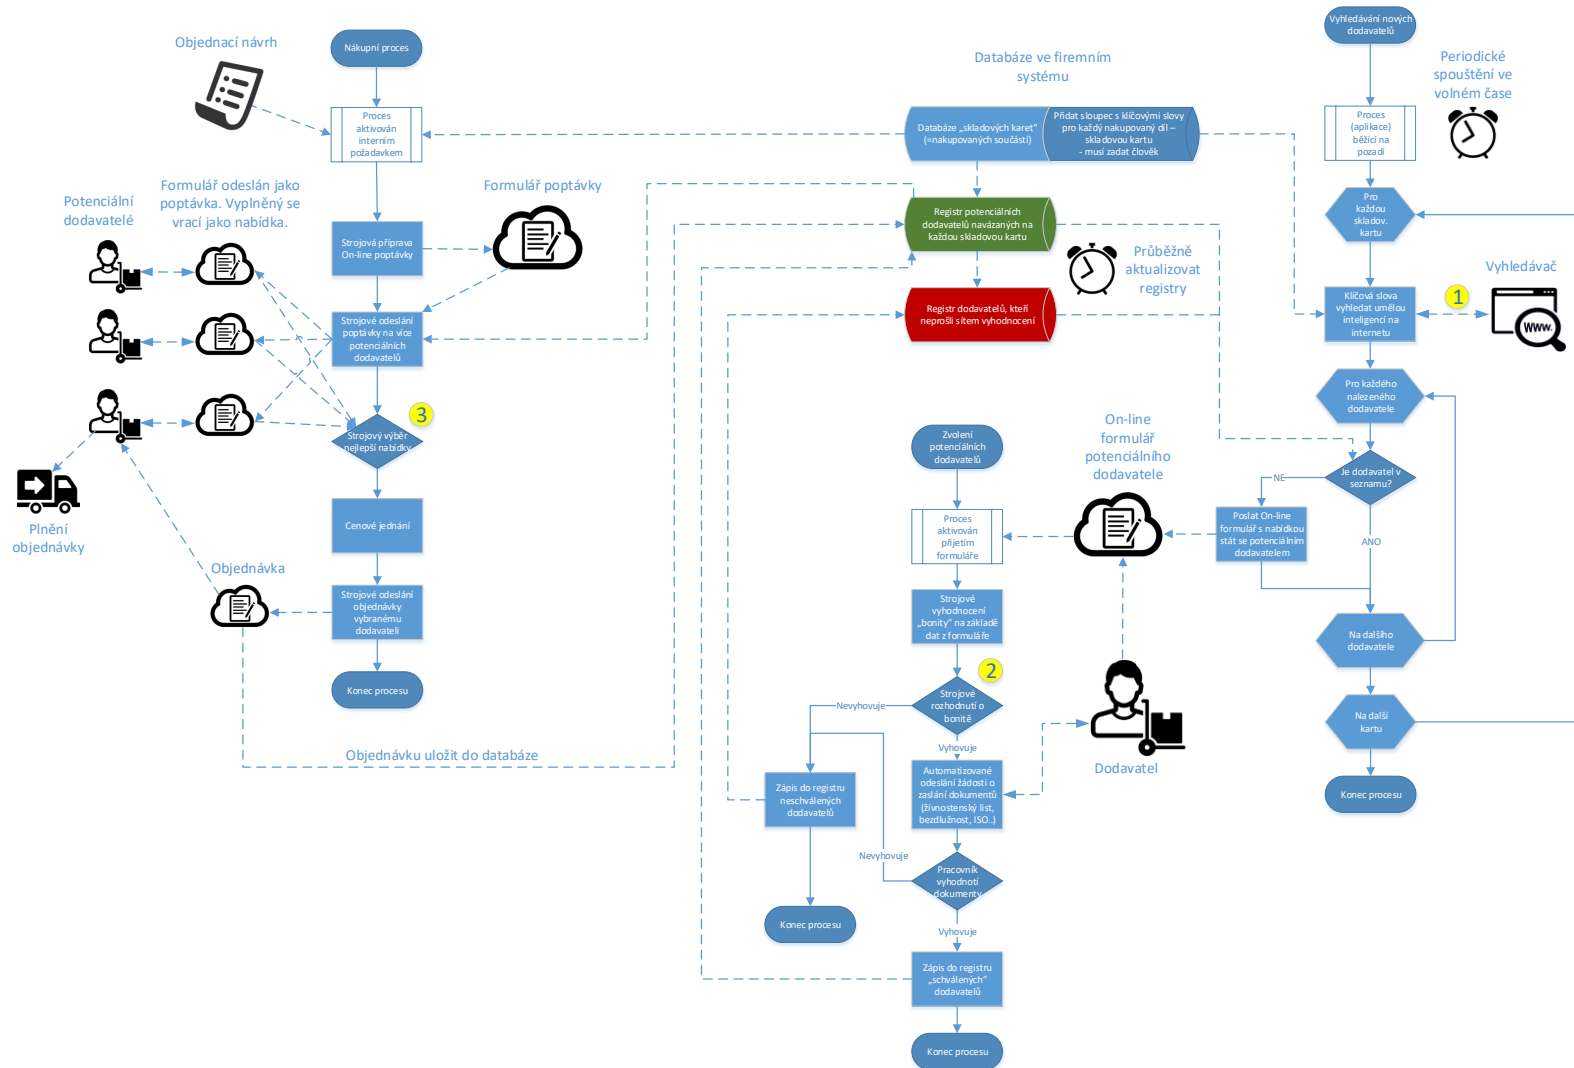 Objednací návrh
Nákupní proces
Proces
aktivován
interním
požadavkem
Potenciální
dodavatelé
Formulář odeslán jako
poptávka. Vyplněný se
vrací jako nabídka.
Formulář poptávky
Strojová příprava
On-line poptávky
Strojové odeslání
poptávky na více
potenciálních
dodavatelů
3
Strojový výběr
nejlepší nabídky
Plnění
objednávky
Cenové jednání
Objednávka
Strojové odeslání
objednávky
vybranému
dodavateli
Konec procesu
Objednávku uložit do databáze
Databáze ve firemním
systému
Databáze „skladových karet“
(=nakupovaných součástí)
Přidat sloupec s klíčovými slovy
pro každý nakupovaný díl –
skladovou kartu
- musí zadat člověk
Registr potenciálních
dodavatelů navázaných na
každou skladovou kartu
Průběžně
aktualizovat
registry
Registr dodavatelů, kteří
neprošli sítem vyhodnocení
Zvolení
potenciálních
dodavatelů
On-line
formulář
potenciálního
dodavatele
Proces
aktivován
přijetím
formuláře
Strojové
vyhodnocení
„bonity“ na základě
dat z formuláře
2
Strojové
rozhodnutí o
bonitě
Nevyhovuje
Vyhovuje
Dodavatel
Automatizované
odeslání žádosti o
zaslání dokumentů
(živnostenský list,
bezdlužnost, ISO..)
Zápis do registru
neschválených
dodavatelů
Nevyhovuje
Pracovník
vyhodnotí
dokumenty
Konec procesu
Vyhovuje
Zápis do registru
„schválených“
dodavatelů
Konec procesu
Vyhledávání nových
dodavatelů
Periodické
spouštění ve
volném čase
Proces
(aplikace)
běžící na
pozadí
Pro
každou
skladov.
kartu
Vyhledávač
1
Klíčová slova
vyhledat umělou
inteligencí na
internetu
WWW.
Pro každého
nalezeného
dodavatele
Je dodavatel v
seznamu?
NE
Poslat On-line
formulář s nabídkou
stát se potenciálním
dodavatelem
ANO
Na dalšího
dodavatele
Na další
kartu
Konec procesu